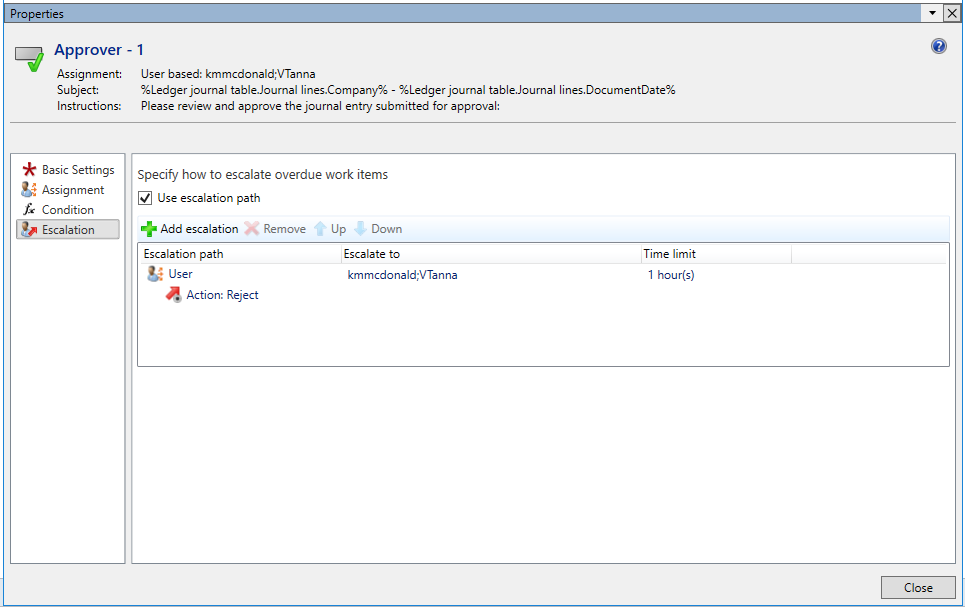 Properties
Approver - 1
Assignment: User based: kmmcdonald;VTanna
Subject: %Ledger journal table.Journal lines.Company% - %Ledger journal table.Journal lines.DocumentDate%
Instructions: Please review and approve the journal entry submitted for approval:
Basic Settings
Assignment
Condition
Escalation
Specify how to escalate overdue work items
Use escalation path
Add escalation Remove Up Down
Escalation path Escalate to Time limit
User kmmcdonald;VTanna 1 hour(s)
Action: Reject
Close